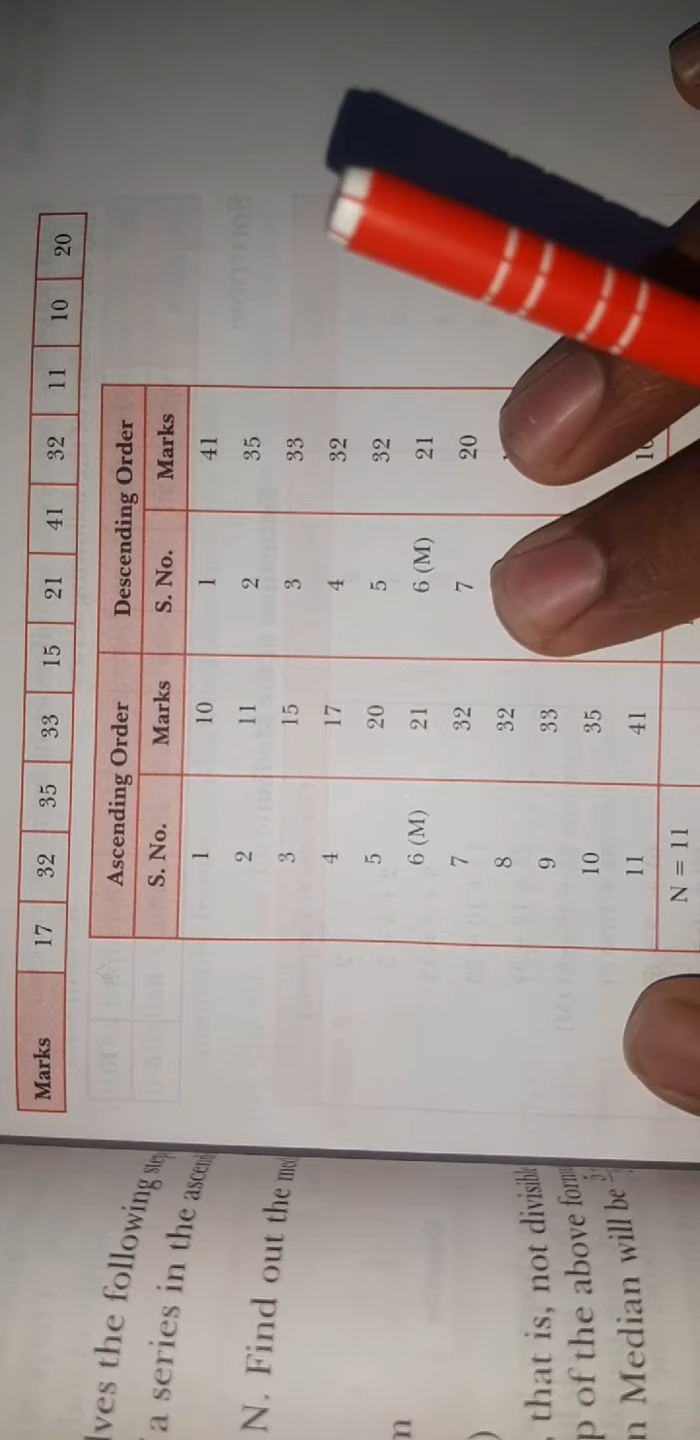 Marks 17 32 35 33 15 21 41 32 11 10 20
Ascending Order Descending Order
S. No. Marks S. No. Marks
1 10 1 41
2 11 2 35
3 15 3 33
4 17 4 32
5 20 5 32
6 (M) 21 6 (M) 21
7 32 7 20
8 32
9 33
10 35
11 41
N = 11
the following
a series in the
N. Find out the
that is, not divisible
of the above
Median will be